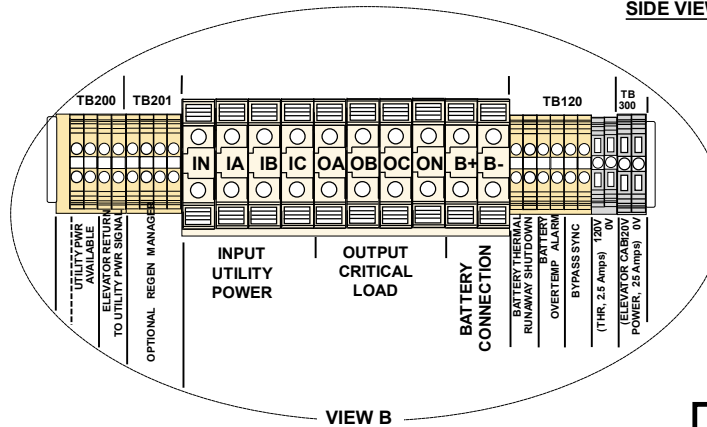 SIDE VIEW
TB200
TB201
TB120
TB
300
IN
IA
IB
IC
OA
OB
OC
ON
B+
B-
UTILITY PWR
AVAILABLE
ELEVATOR RETURN
TO UTILITY PWR SIGNAL
OPTIONAL REGEN MANAGER
INPUT
UTILITY
POWER
OUTPUT
CRITICAL
LOAD
BATTERY
CONNECTION
BATTERY THERMAL
RUNAWAY SHUTDOWN
BATTERY
OVERTEMP ALARM
BYPASS SYNC
120V
0V
(THR, 2.5 Amps)
120V
0V
(ELEVATOR CAB
POWER, 25 Amps)
VIEW B